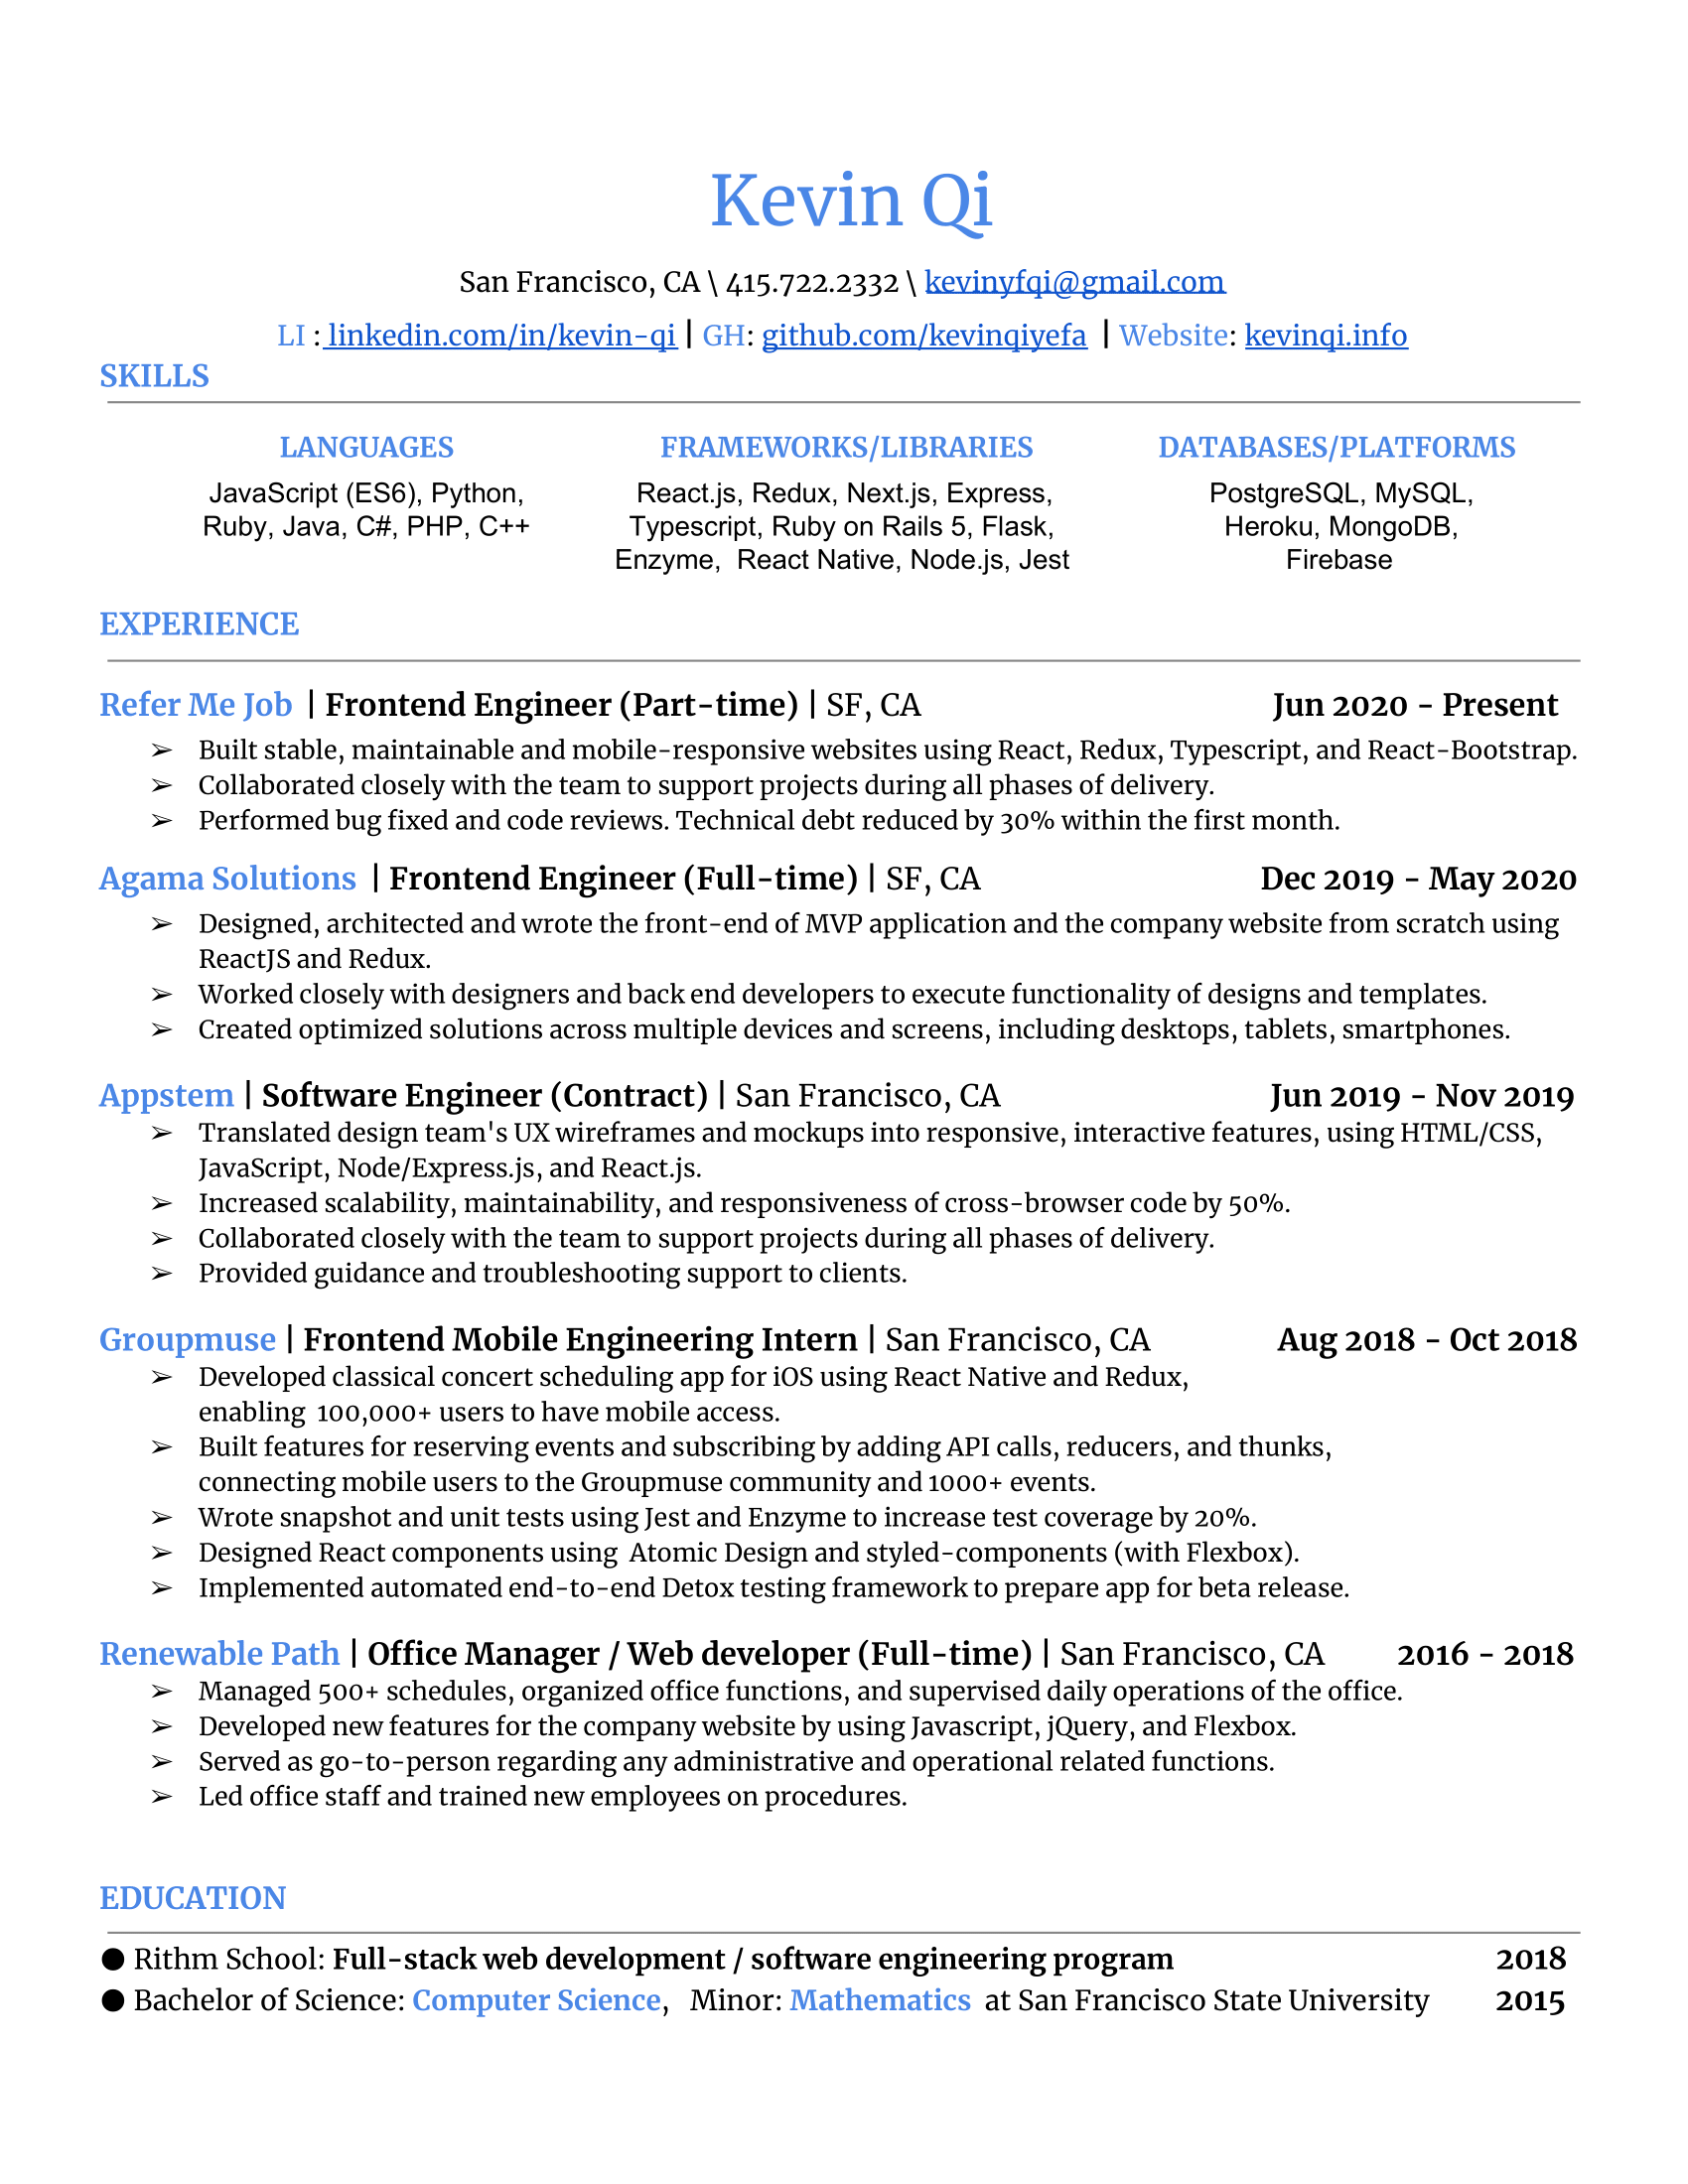 Kevin Qi
San Francisco, CA \ 415.722.2332 \ kevinyfqi@gmail.com
LI : linkedin.com/in/kevin-qi | GH: github.com/kevinqiyefa | Website: kevinqi.info
SKILLS
LANGUAGES
JavaScript (ES6), Python,
Ruby, Java, C#, PHP, C++
FRAMEWORKS/LIBRARIES
React.js, Redux, Next.js, Express,
Typescript, Ruby on Rails 5, Flask,
Enzyme, React Native, Node.js, Jest
DATABASES/PLATFORMS
PostgreSQL, MySQL,
Heroku, MongoDB,
Firebase
EXPERIENCE
Refer Me Job | Frontend Engineer (Part-time) | SF, CA Jun 2020 - Present
➢ Built stable, maintainable and mobile-responsive websites using React, Redux, Typescript, and React-Bootstrap.
➢ Collaborated closely with the team to support projects during all phases of delivery.
➢ Performed bug fixed and code reviews. Technical debt reduced by 30% within the first month.
Agama Solutions | Frontend Engineer (Full-time) | SF, CA Dec 2019 - May 2020
➢ Designed, architected and wrote the front-end of MVP application and the company website from scratch using
ReactJS and Redux.
➢ Worked closely with designers and back end developers to execute functionality of designs and templates.
➢ Created optimized solutions across multiple devices and screens, including desktops, tablets, smartphones.
Appstem | Software Engineer (Contract) | San Francisco, CA Jun 2019 - Nov 2019
➢ Translated design team's UX wireframes and mockups into responsive, interactive features, using HTML/CSS,
JavaScript, Node/Express.js, and React.js.
➢ Increased scalability, maintainability, and responsiveness of cross-browser code by 50%.
➢ Collaborated closely with the team to support projects during all phases of delivery.
➢ Provided guidance and troubleshooting support to clients.
Groupmuse | Frontend Mobile Engineering Intern | San Francisco, CA Aug 2018 - Oct 2018
➢ Developed classical concert scheduling app for iOS using React Native and Redux,
enabling 100,000+ users to have mobile access.
➢ Built features for reserving events and subscribing by adding API calls, reducers, and thunks,
connecting mobile users to the Groupmuse community and 1000+ events.
➢ Wrote snapshot and unit tests using Jest and Enzyme to increase test coverage by 20%.
➢ Designed React components using Atomic Design and styled-components (with Flexbox).
➢ Implemented automated end-to-end Detox testing framework to prepare app for beta release.
Renewable Path | Office Manager / Web developer (Full-time) | San Francisco, CA 2016 - 2018
➢ Managed 500+ schedules, organized office functions, and supervised daily operations of the office.
➢ Developed new features for the company website by using Javascript, jQuery, and Flexbox.
➢ Served as go-to-person regarding any administrative and operational related functions.
➢ Led office staff and trained new employees on procedures.
EDUCATION
● Rithm School: Full-stack web development / software engineering program 2018
● Bachelor of Science: Computer Science, Minor: Mathematics at San Francisco State University 2015